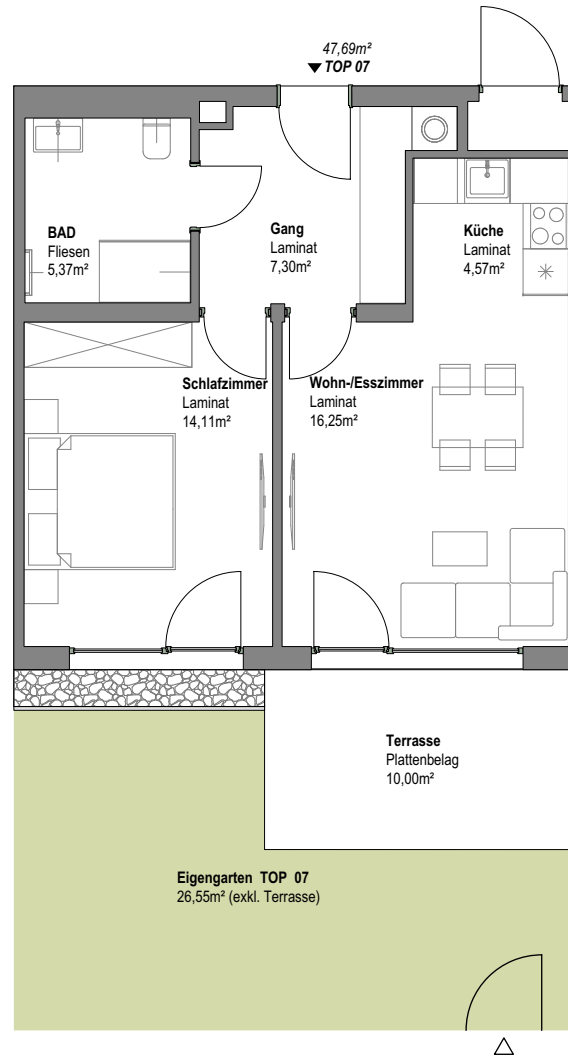 47,69m²
▼ TOP 07
BAD
Fliesen
5,37m²
Gang
Laminat
7,30m²
Küche
Laminat
4,57m²
Schlafzimmer
Laminat
14,11m²
Wohn-/Esszimmer
Laminat
16,25m²
Terrasse
Plattenbelag
10,00m²
Eigengarten TOP 07
26,55m² (exkl. Terrasse)